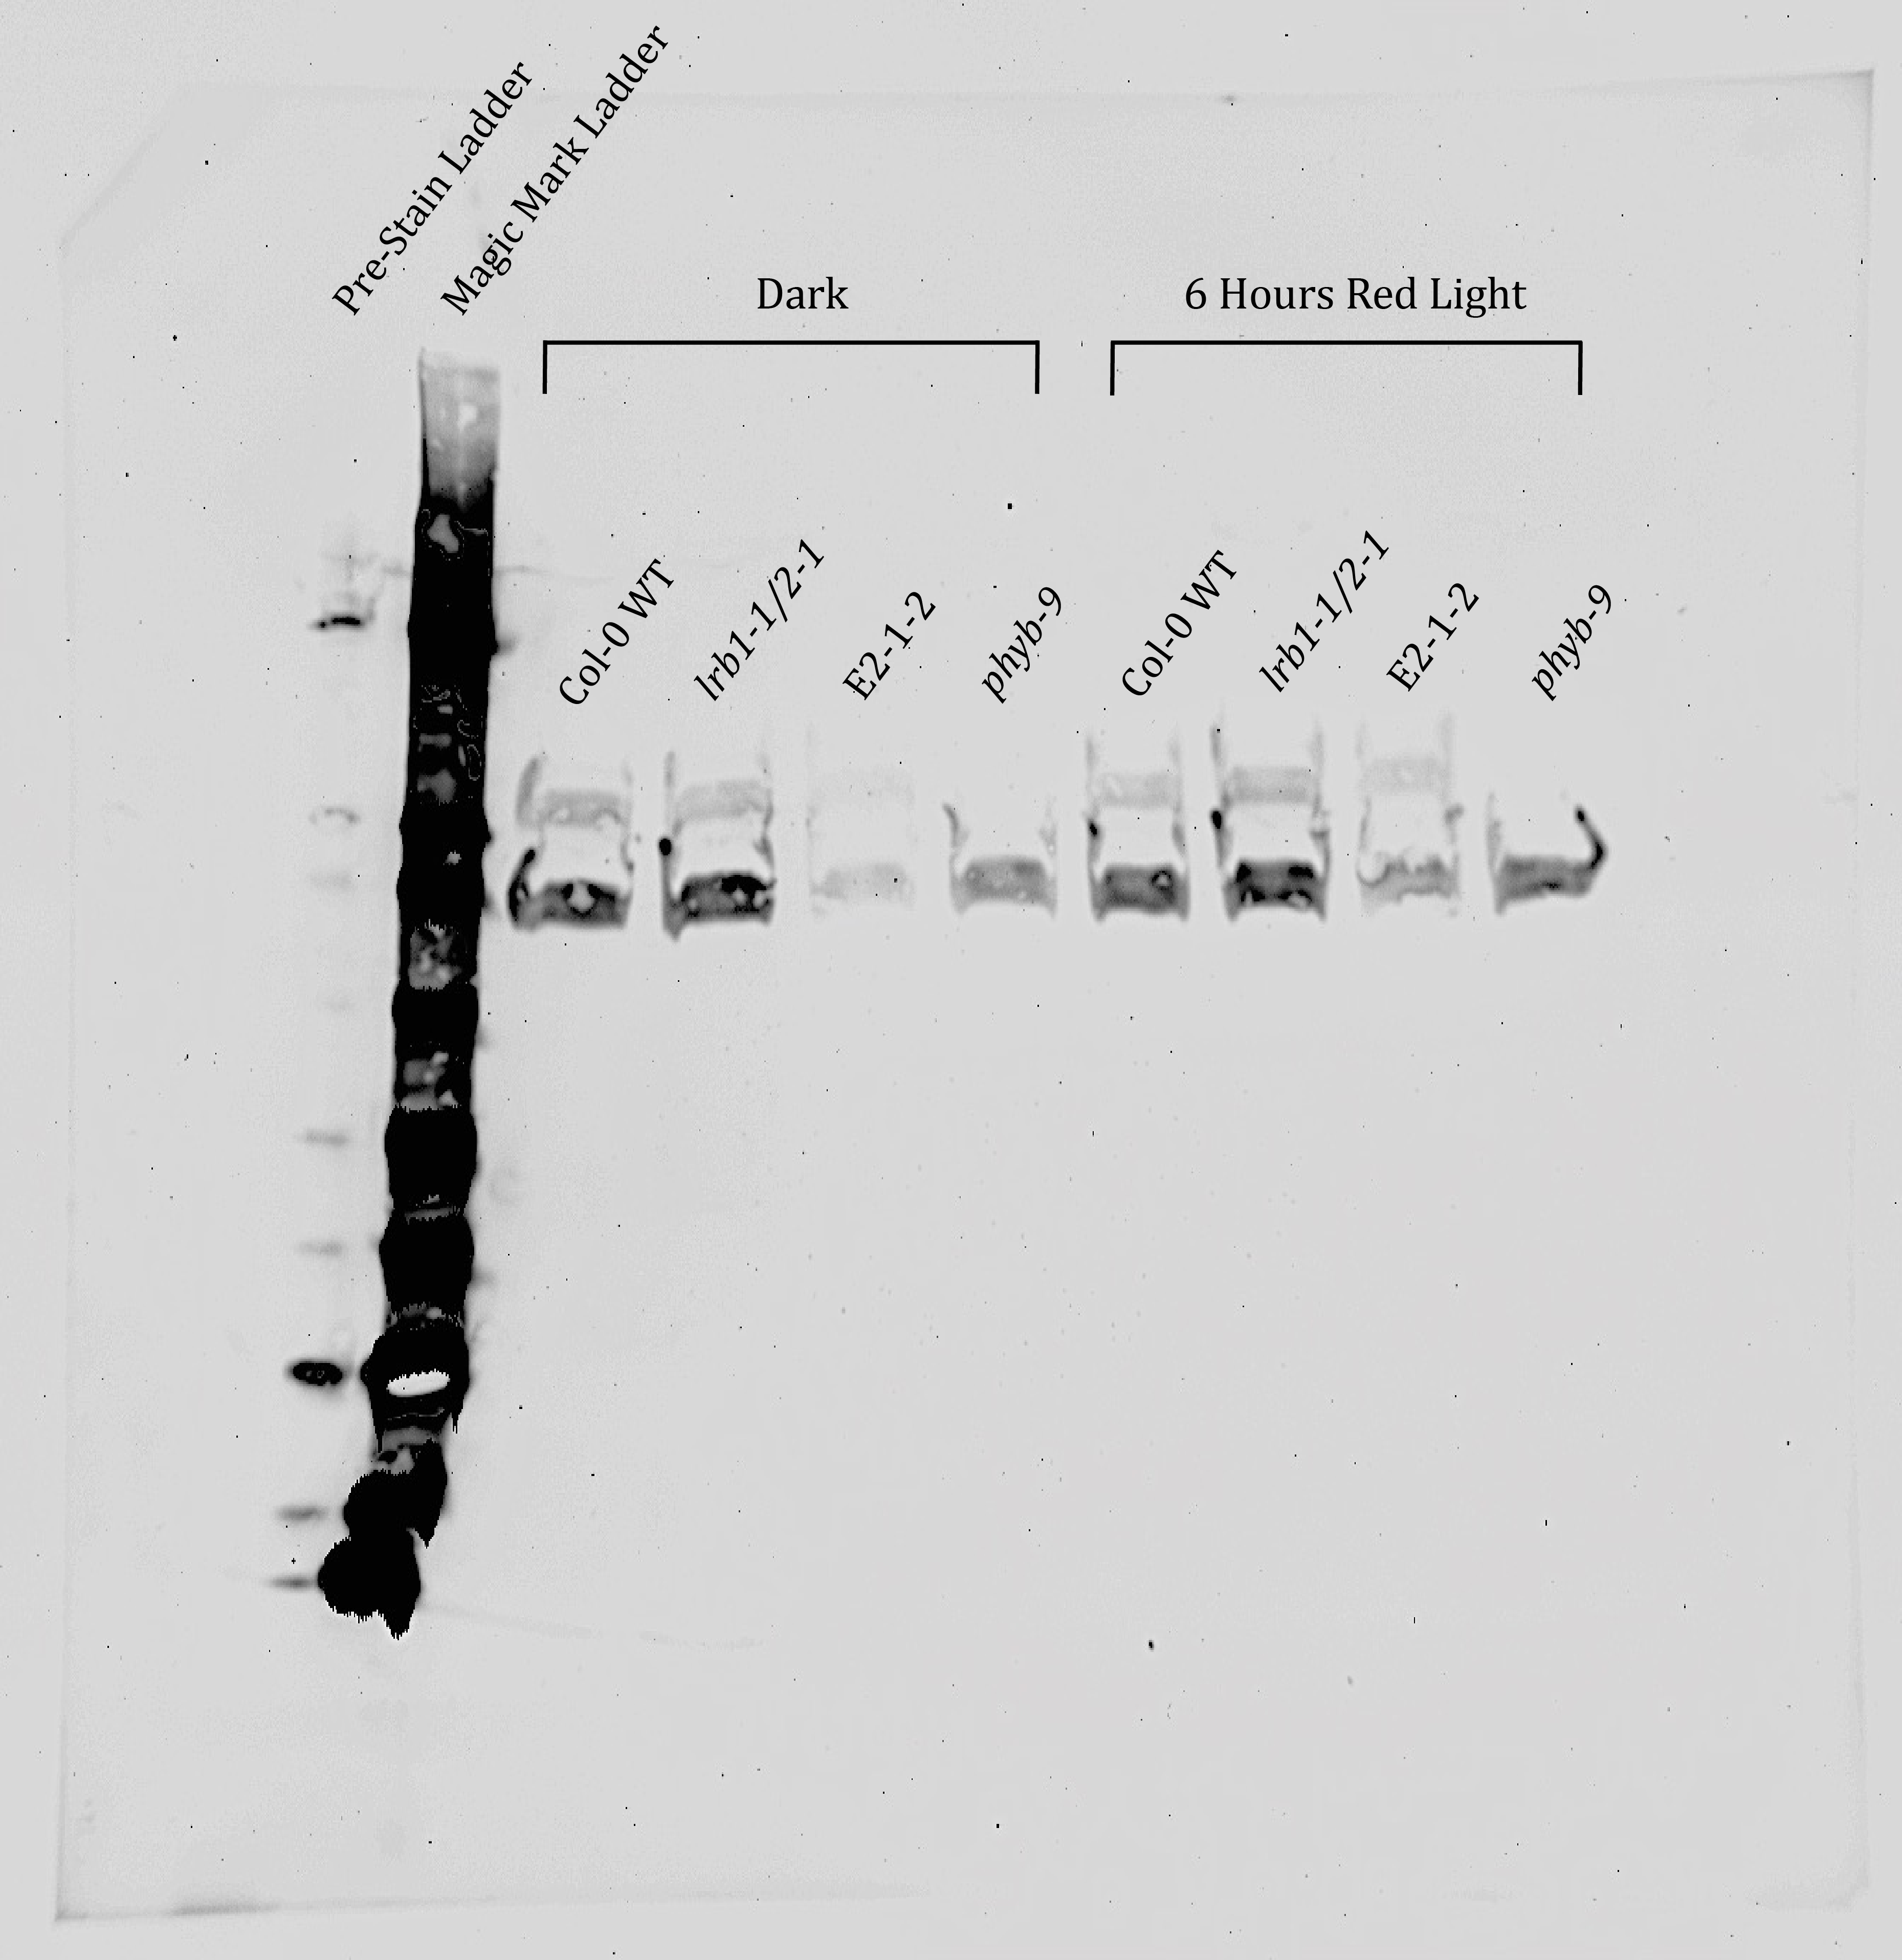 Pre-Stain Ladder
Magic Mark Ladder
Dark
6 Hours Red Light
Col-0 WT
lrb1-1/2-1
E2-1-2
phyb-9
Col-0 WT
lrb1-1/2-1
E2-1-2
phyb-9